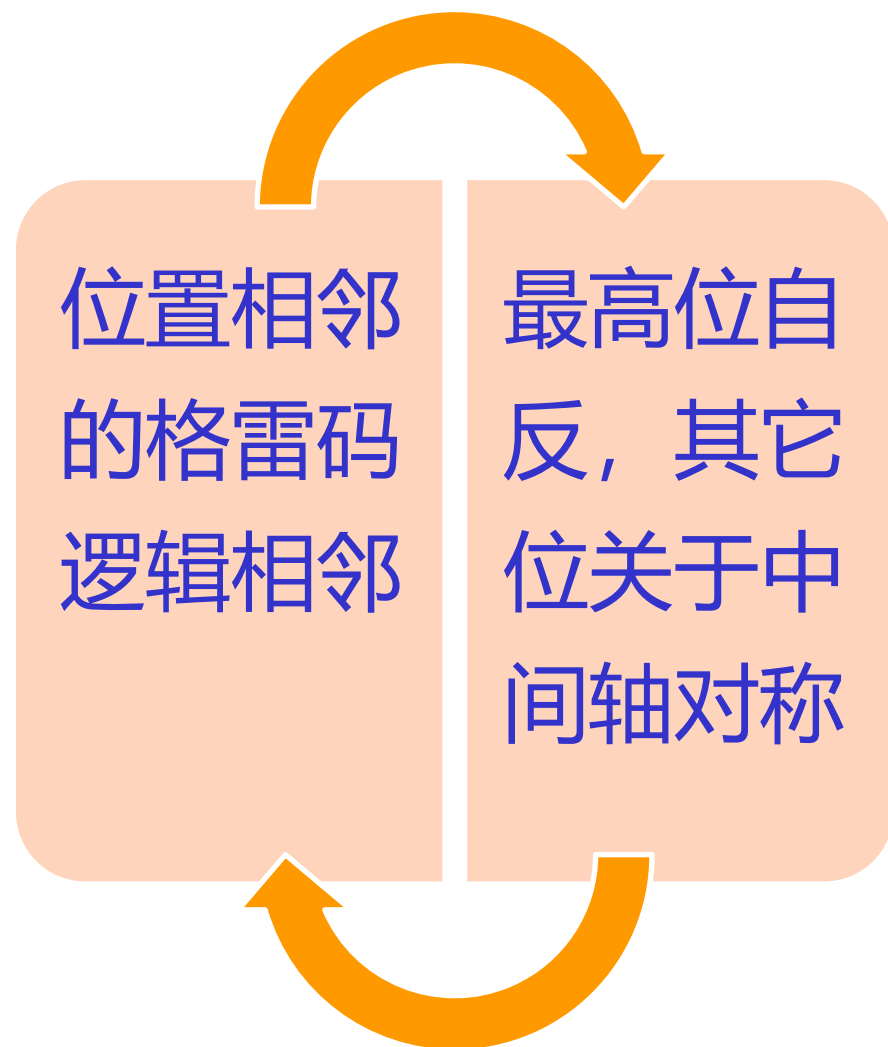 位置相邻
的格雷码
逻辑相邻
最高位自
反，其它
位关于中
间轴对称